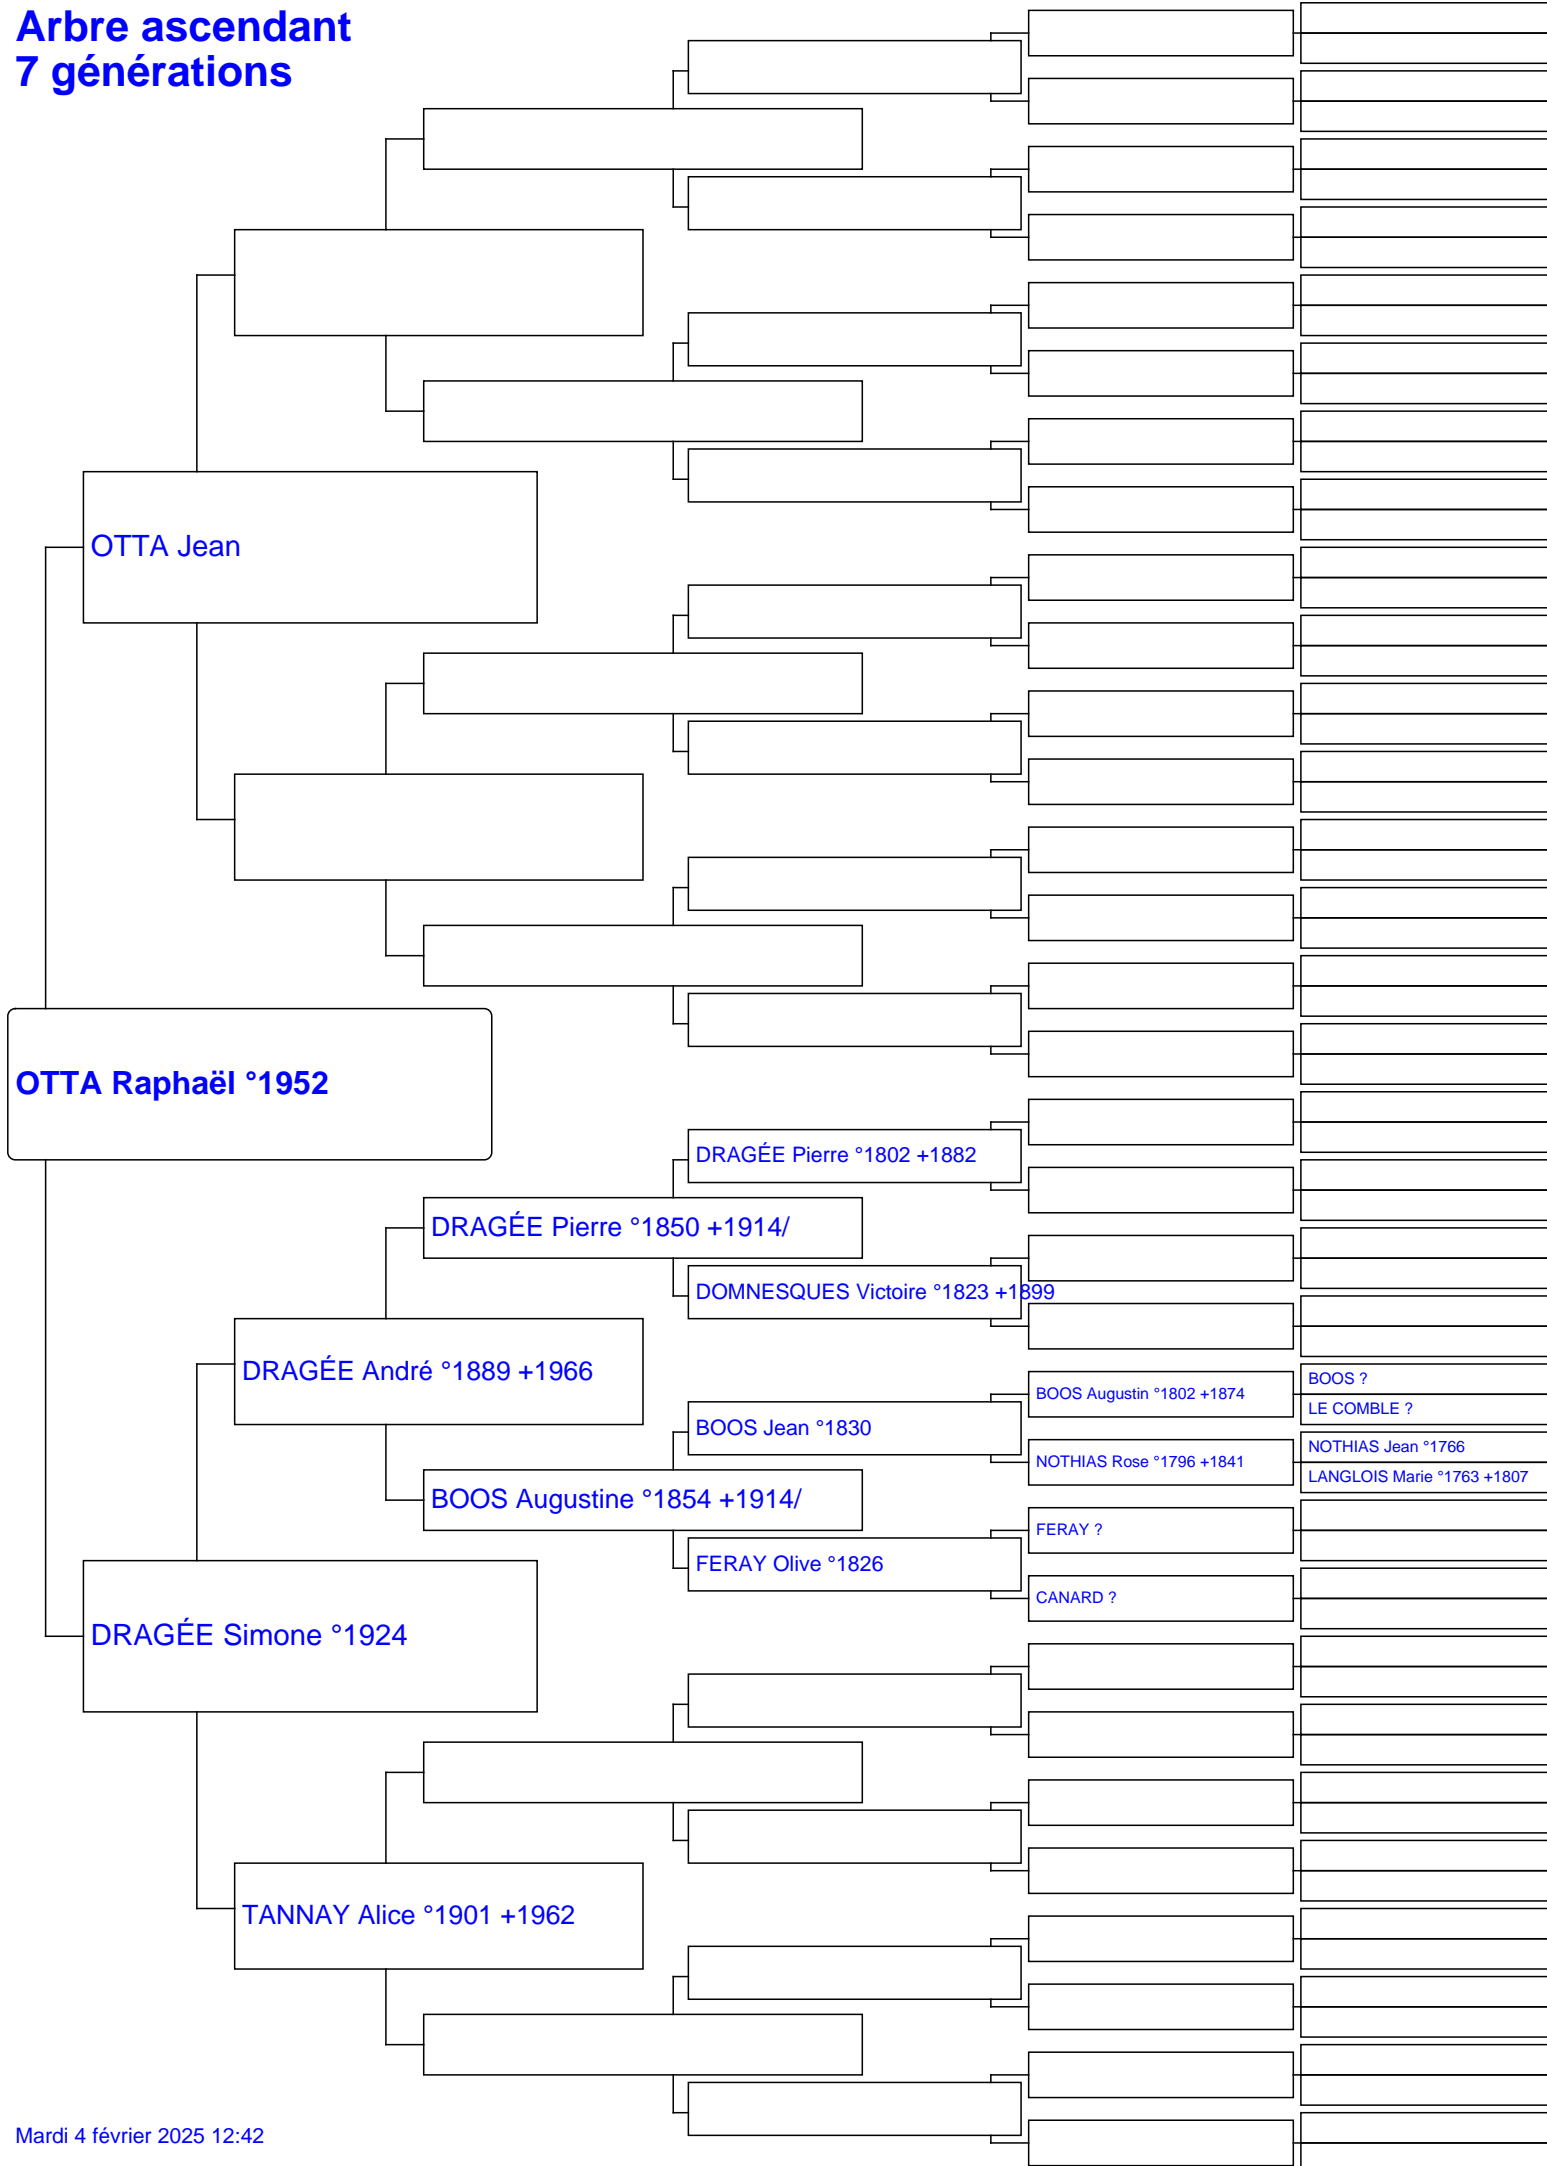 Arbre ascendant
7 générations
OTTA Jean
OTTA Raphaël °1952
DRAGÉE Pierre °1802 +1882
DRAGÉE Pierre °1850 +1914/
DOMNESQUES Victoire °1823 +1899
DRAGÉE André °1889 +1966
BOOS ?
BOOS Augustin °1802 +1874
LE COMBLE ?
BOOS Jean °1830
NOTHIAS Jean °1766
NOTHIAS Rose °1796 +1841
LANGLOIS Marie °1763 +1807
BOOS Augustine °1854 +1914/
FERAY ?
FERAY Olive °1826
CANARD ?
DRAGÉE Simone °1924
TANNAY Alice °1901 +1962
Mardi 4 février 2025 12:42